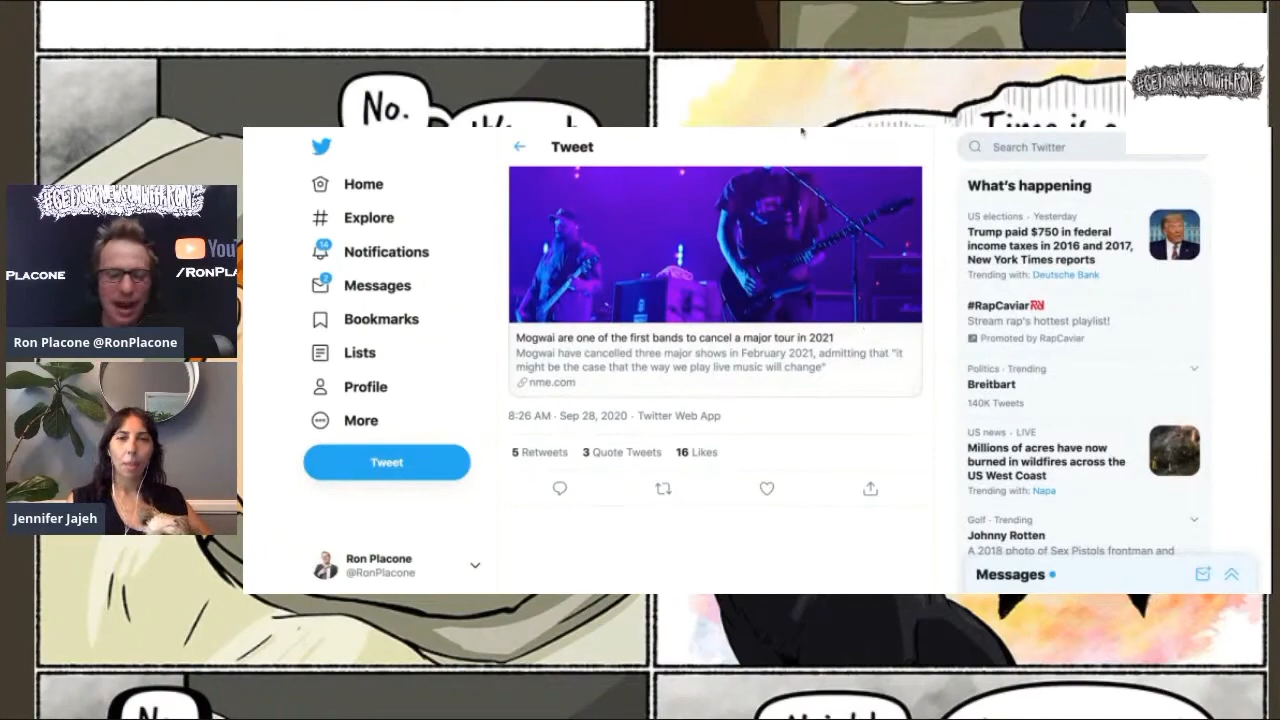 No.
Time is a
#GETYOURNEWSONWITHRON
#GETYOURNEWSONWITHRON
PLACONE
You
/RonPLA
Ron Placone @RonPlacone
Jennifer Jajeh
Home
Explore
14
Notifications
2
Messages
Bookmarks
Lists
Profile
More
Tweet
Ron Placone
@RonPlacone
Tweet
Mogwai are one of the first bands to cancel a major tour in 2021
Mogwai have cancelled three major shows in February 2021, admitting that "it
might be the case that the way we play live music will change"
nme.com
8:26 AM · Sep 28, 2020 · Twitter Web App
5 Retweets 3 Quote Tweets 16 Likes
Search Twitter
What's happening
US elections · Yesterday
Trump paid $750 in federal
income taxes in 2016 and 2017,
New York Times reports
Trending with: Deutsche Bank
#RapCaviar
Stream rap's hottest playlist!
Promoted by RapCaviar
Politics · Trending
Breitbart
140K Tweets
US news · LIVE
Millions of acres have now
burned in wildfires across the
US West Coast
Trending with: Napa
Golf · Trending
Johnny Rotten
A 2018 photo of Sex Pistols frontman and
Messages